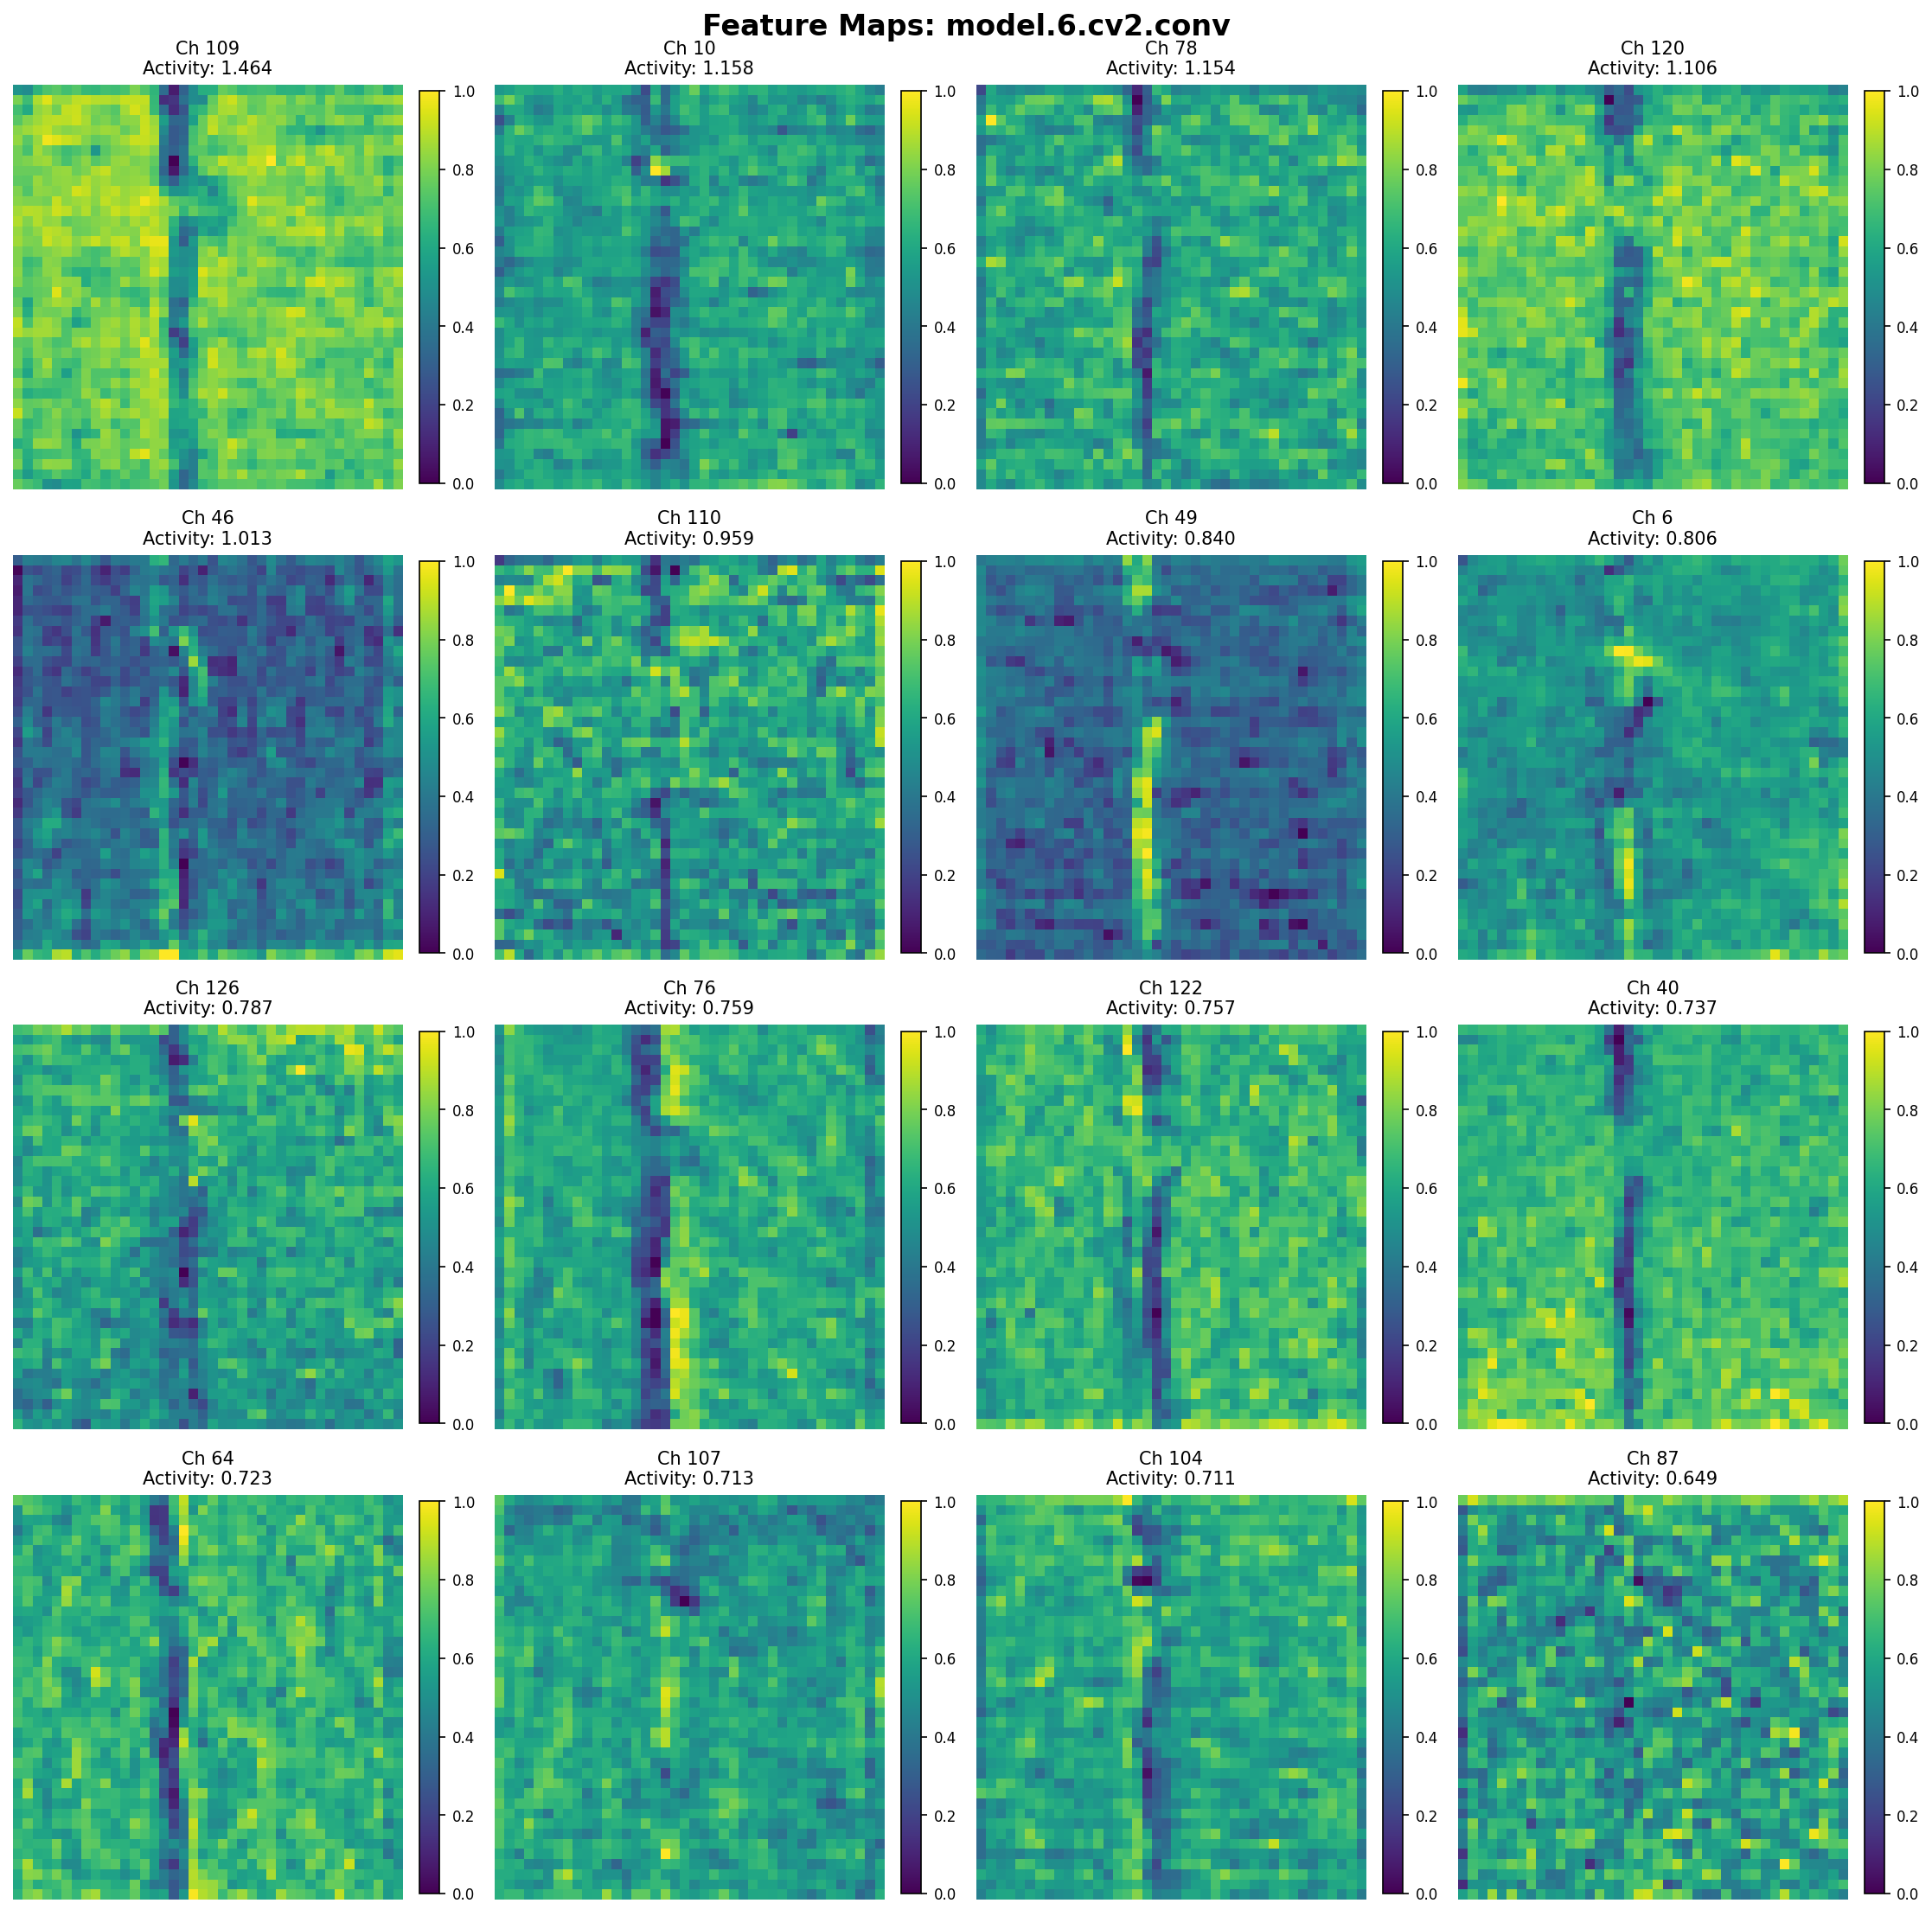 Feature Maps: model.6.cv2.conv
Ch 109
Activity: 1.464
1.0
0.8
0.6
0.4
0.2
0.0
Ch 10
Activity: 1.158
1.0
0.8
0.6
0.4
0.2
0.0
Ch 78
Activity: 1.154
1.0
0.8
0.6
0.4
0.2
0.0
Ch 120
Activity: 1.106
1.0
0.8
0.6
0.4
0.2
0.0
Ch 46
Activity: 1.013
1.0
0.8
0.6
0.4
0.2
0.0
Ch 110
Activity: 0.959
1.0
0.8
0.6
0.4
0.2
0.0
Ch 49
Activity: 0.840
1.0
0.8
0.6
0.4
0.2
0.0
Ch 6
Activity: 0.806
1.0
0.8
0.6
0.4
0.2
0.0
Ch 126
Activity: 0.787
1.0
0.8
0.6
0.4
0.2
0.0
Ch 76
Activity: 0.759
1.0
0.8
0.6
0.4
0.2
0.0
Ch 122
Activity: 0.757
1.0
0.8
0.6
0.4
0.2
0.0
Ch 40
Activity: 0.737
1.0
0.8
0.6
0.4
0.2
0.0
Ch 64
Activity: 0.723
1.0
0.8
0.6
0.4
0.2
0.0
Ch 107
Activity: 0.713
1.0
0.8
0.6
0.4
0.2
0.0
Ch 104
Activity: 0.711
1.0
0.8
0.6
0.4
0.2
0.0
Ch 87
Activity: 0.649
1.0
0.8
0.6
0.4
0.2
0.0